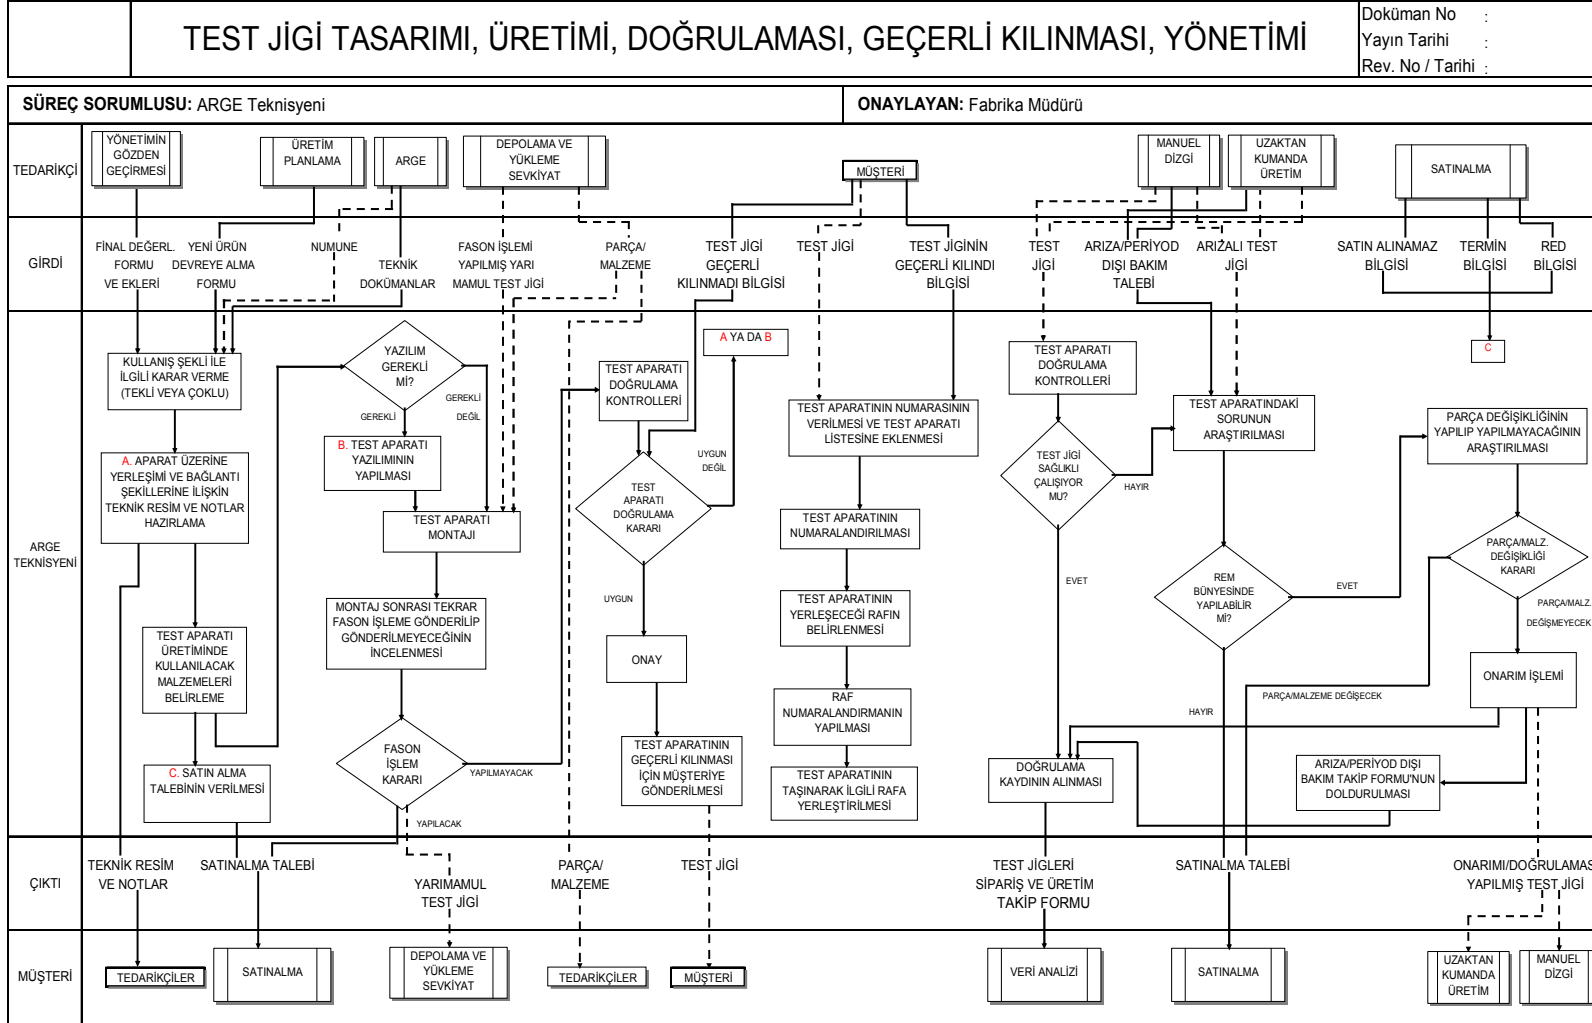 TEST JİGİ TASARIMI, ÜRETİMİ, DOĞRULAMASI, GEÇERLİ KILINMASI, YÖNETİMİ
Doküman No :
Yayın Tarihi :
Rev. No / Tarihi :
SÜREÇ SORUMLUSU: ARGE Teknisyeni
ONAYLAYAN: Fabrika Müdürü
TEDARİKÇİ
YÖNETİMİN
GÖZDEN
GEÇİRMESİ
ÜRETİM
PLANLAMA
ARGE
DEPOLAMA VE
YÜKLEME
SEVKİYAT
MÜŞTERİ
MANUEL
DİZGİ
UZAKTAN
KUMANDA
ÜRETİM
SATINALMA
GİRDİ
FİNAL DEĞERL.
FORMU
VE EKLERİ
YENİ ÜRÜN
DEVREYE ALMA
FORMU
NUMUNE
TEKNİK
DOKÜMANLAR
FASON İŞLEMİ
YAPILMIŞ YARI
MAMUL TEST JİGİ
PARÇA/
MALZEME
TEST JİGİ
GEÇERLİ
KILINMADI BİLGİSİ
TEST JİGİ
TEST JİGİNİN
GEÇERLİ KILINDI
BİLGİSİ
TEST
JİGİ
ARIZA/PERİYOD
DIŞI BAKIM
TALEBİ
ARIZALI TEST
JİGİ
SATIN ALINAMAZ
BİLGİSİ
TERMİN
BİLGİSİ
RED
BİLGİSİ
ARGE
TEKNİSYENİ
KULLANIŞ ŞEKLİ İLE
İLGİLİ KARAR VERME
(TEKLİ VEYA ÇOKLU)
A. APARAT ÜZERİNE
YERLEŞİMİ VE BAĞLANTI
ŞEKİLLERİNE İLİŞKİN
TEKNİK RESİM VE NOTLAR
HAZIRLAMA
TEST APARATI
ÜRETİMİNDE
KULLANILACAK
MALZEMELERİ
BELİRLEME
C. SATIN ALMA
TALEBİNİN VERİLMESİ
YAZILIM
GEREKLİ
Mİ?
GEREKLİ
GEREKLİ
DEĞİL
B. TEST APARATI
YAZILIMININ
YAPILMASI
TEST APARATI
MONTAJI
MONTAJ SONRASI TEKRAR
FASON İŞLEME GÖNDERİLİP
GÖNDERİLMEYECEĞİNİN
İNCELENMESİ
FASON
İŞLEM
KARARI
YAPILMAYACAK
YAPILACAK
TEST APARATI
DOĞRULAMA
KONTROLLERİ
A YA DA B
UYGUN
DEĞİL
TEST
APARATI
DOĞRULAMA
KARARI
UYGUN
ONAY
TEST APARATININ
GEÇERLİ KILINMASI
İÇİN MÜŞTERİYE
GÖNDERİLMESİ
TEST APARATININ NUMARASININ
VERİLMESİ VE TEST APARATI
LİSTESİNE EKLENMESİ
TEST APARATININ
NUMARALANDIRILMASI
TEST APARATININ
YERLEŞECEĞİ RAFIN
BELİRLENMESİ
RAF
NUMARALANDIRMANIN
YAPILMASI
TEST APARATININ
TAŞINARAK İLGİLİ RAFA
YERLEŞTİRİLMESİ
TEST APARATI
DOĞRULAMA
KONTROLLERİ
TEST JİGİ
SAĞLIKLI
ÇALIŞIYOR
MU?
HAYIR
EVET
DOĞRULAMA
KAYDININ ALINMASI
TEST APARATINDAKİ
SORUNUN
ARAŞTIRILMASI
REM
BÜNYESİNDE
YAPILABİLİR
Mİ?
EVET
HAYIR
C
PARÇA DEĞİŞİKLİĞİNİN
YAPILIP YAPILMAYACAĞININ
ARAŞTIRILMASI
PARÇA/MALZ.
DEĞİŞİKLİĞİ
KARARI
PARÇA/MALZ.
DEĞİŞMEYECEK
PARÇA/MALZEME DEĞİŞECEK
ONARIM İŞLEMİ
ARIZA/PERİYOD DIŞI
BAKIM TAKİP FORMU'NUN
DOLDURULMASI
ÇIKTI
TEKNİK RESİM
VE NOTLAR
SATINALMA TALEBİ
YARIMAMUL
TEST JİGİ
PARÇA/
MALZEME
TEST JİGİ
TEST JİGLERİ
SİPARİŞ VE ÜRETİM
TAKİP FORMU
SATINALMA TALEBİ
ONARIMI/DOĞRULAMAS
YAPILMIŞ TEST JİGİ
MÜŞTERİ
TEDARİKÇİLER
SATINALMA
DEPOLAMA VE
YÜKLEME
SEVKİYAT
TEDARİKÇİLER
MÜŞTERİ
VERİ ANALİZİ
SATINALMA
UZAKTAN
KUMANDA
ÜRETİM
MANUEL
DİZGİ